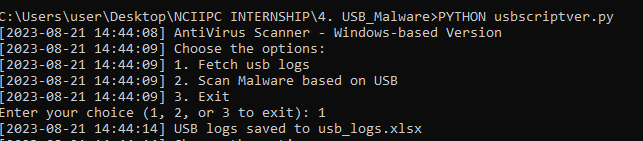 C:\Users\user\Desktop\NCIIPC INTERNSHIP\4. USB_Malware>PYTHON usbscriptver.py
[2023-08-21 14:44:08] AntiVirus Scanner - Windows-based Version
[2023-08-21 14:44:09] Choose the options:
[2023-08-21 14:44:09] 1. Fetch usb logs
[2023-08-21 14:44:09] 2. Scan Malware based on USB
[2023-08-21 14:44:09] 3. Exit
Enter your choice (1, 2, or 3 to exit): 1
[2023-08-21 14:44:14] USB logs saved to usb_logs.xlsx